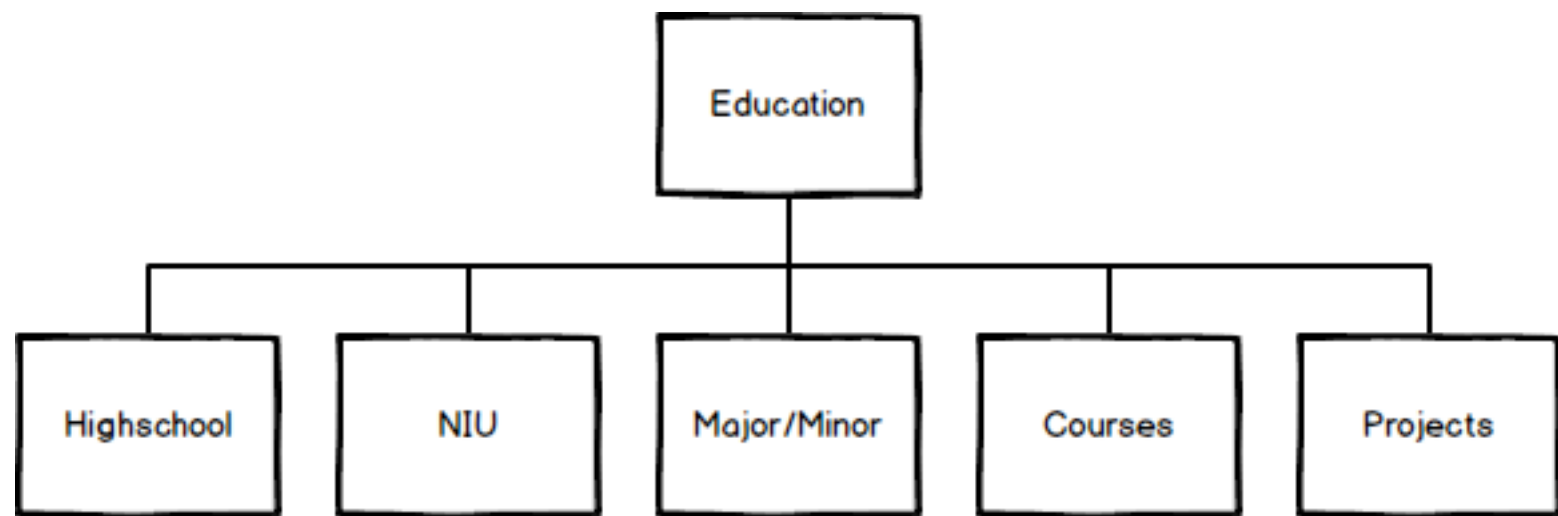 Education
Highschool
NIU
Major/Minor
Courses
Projects